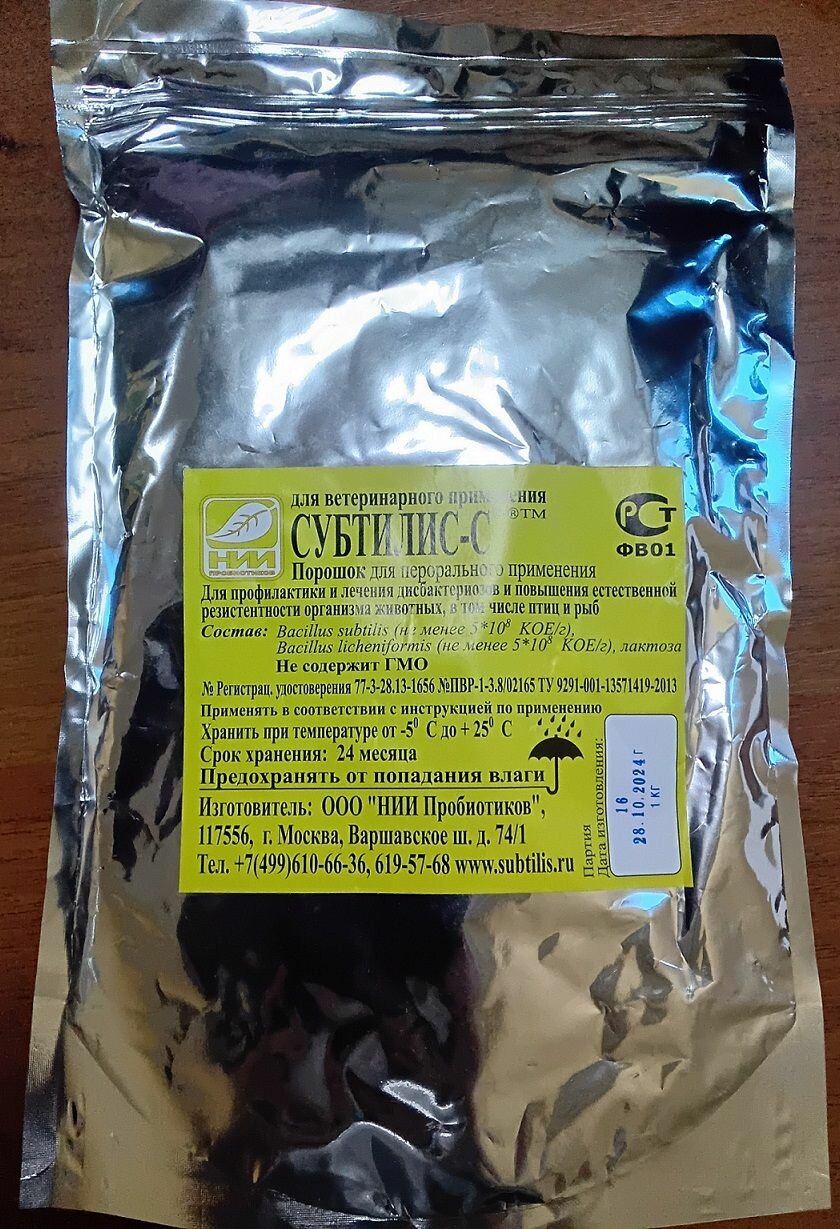 для ветеринарного применения
СУБТИЛИС-С ®™
Порошок для перорального применения
Для профилактики и лечения дисбактериозов и повышения естественной
резистентности организма животных, в том числе птиц и рыб
Состав: Bacillus subtilis (не менее 5*10⁸ КОЕ/г),
Bacillus licheniformis (не менее 5*10⁸ КОЕ/г), лактоза
Не содержит ГМО
№ Регистрац. удостоверения 77-3-28.13-1656 №ПВР-1-3.8/02165 ТУ 9291-001-13571419-2013
Применять в соответствии с инструкцией по применению
Хранить при температуре от -5⁰ С до + 25⁰ С
Срок хранения: 24 месяца
Предохранять от попадания влаги
Изготовитель: ООО "НИИ Пробиотиков",
117556, г. Москва, Варшавское ш. д. 74/1
Тел. +7(499)610-66-36, 619-57-68 www.subtilis.ru
НИИ
ПРОБИОТИКОВ
РСТ
ФВ01
Партия
Дата изготовления:
16
28.10.2024 г
1 КГ